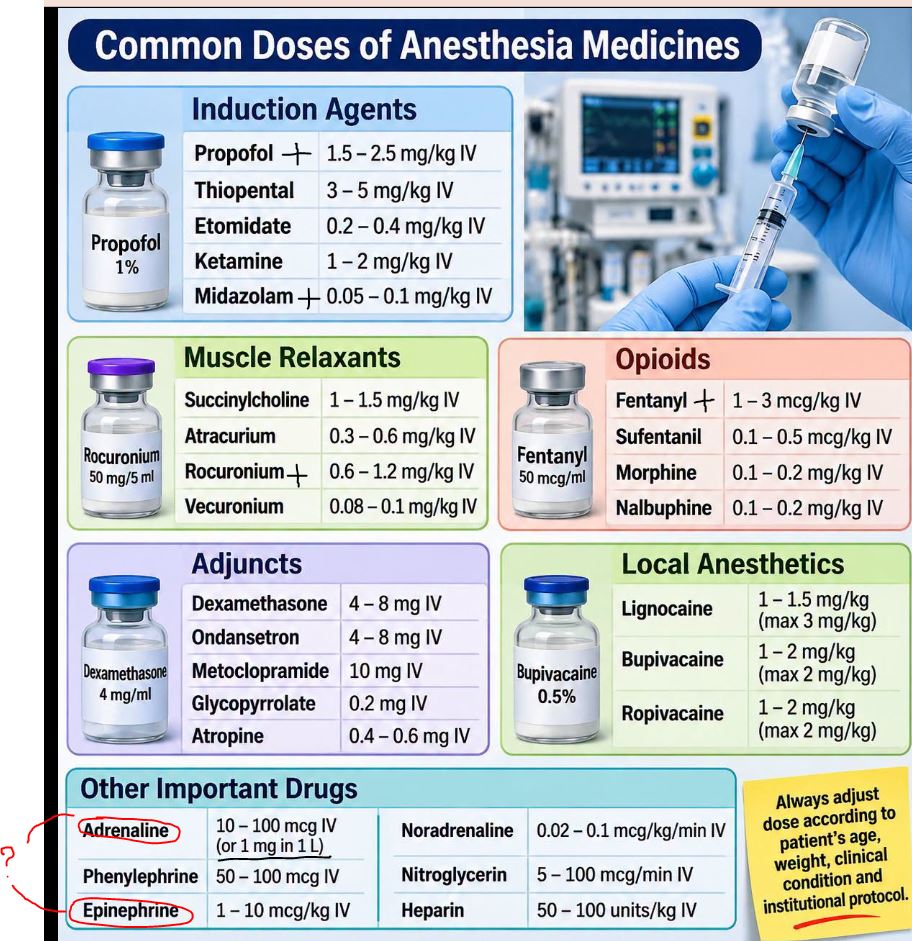 Common Doses of Anesthesia Medicines
Induction Agents
Propofol 1.5 – 2.5 mg/kg IV
Thiopental 3 – 5 mg/kg IV
Etomidate 0.2 – 0.4 mg/kg IV
Ketamine 1 – 2 mg/kg IV
Midazolam 0.05 – 0.1 mg/kg IV
Propofol
1%
Muscle Relaxants
Succinylcholine 1 – 1.5 mg/kg IV
Atracurium 0.3 – 0.6 mg/kg IV
Rocuronium 0.6 – 1.2 mg/kg IV
Vecuronium 0.08 – 0.1 mg/kg IV
Rocuronium
50 mg/5 ml
Opioids
Fentanyl 1 – 3 mcg/kg IV
Sufentanil 0.1 – 0.5 mcg/kg IV
Morphine 0.1 – 0.2 mg/kg IV
Nalbuphine 0.1 – 0.2 mg/kg IV
Fentanyl
50 mcg/ml
Adjuncts
Dexamethasone 4 – 8 mg IV
Ondansetron 4 – 8 mg IV
Metoclopramide 10 mg IV
Glycopyrrolate 0.2 mg IV
Atropine 0.4 – 0.6 mg IV
Dexamethasone
4 mg/ml
Local Anesthetics
Lignocaine 1 – 1.5 mg/kg
(max 3 mg/kg)
Bupivacaine 1 – 2 mg/kg
(max 2 mg/kg)
Ropivacaine 1 – 2 mg/kg
(max 2 mg/kg)
Bupivacaine
0.5%
Other Important Drugs
Adrenaline 10 – 100 mcg IV
(or 1 mg in 1 L)
Phenylephrine 50 – 100 mcg IV
Epinephrine 1 – 10 mcg/kg IV
Noradrenaline 0.02 – 0.1 mcg/kg/min IV
Nitroglycerin 5 – 100 mcg/min IV
Heparin 50 – 100 units/kg IV
?
Always adjust
dose according to
patient's age,
weight, clinical
condition and
institutional protocol.